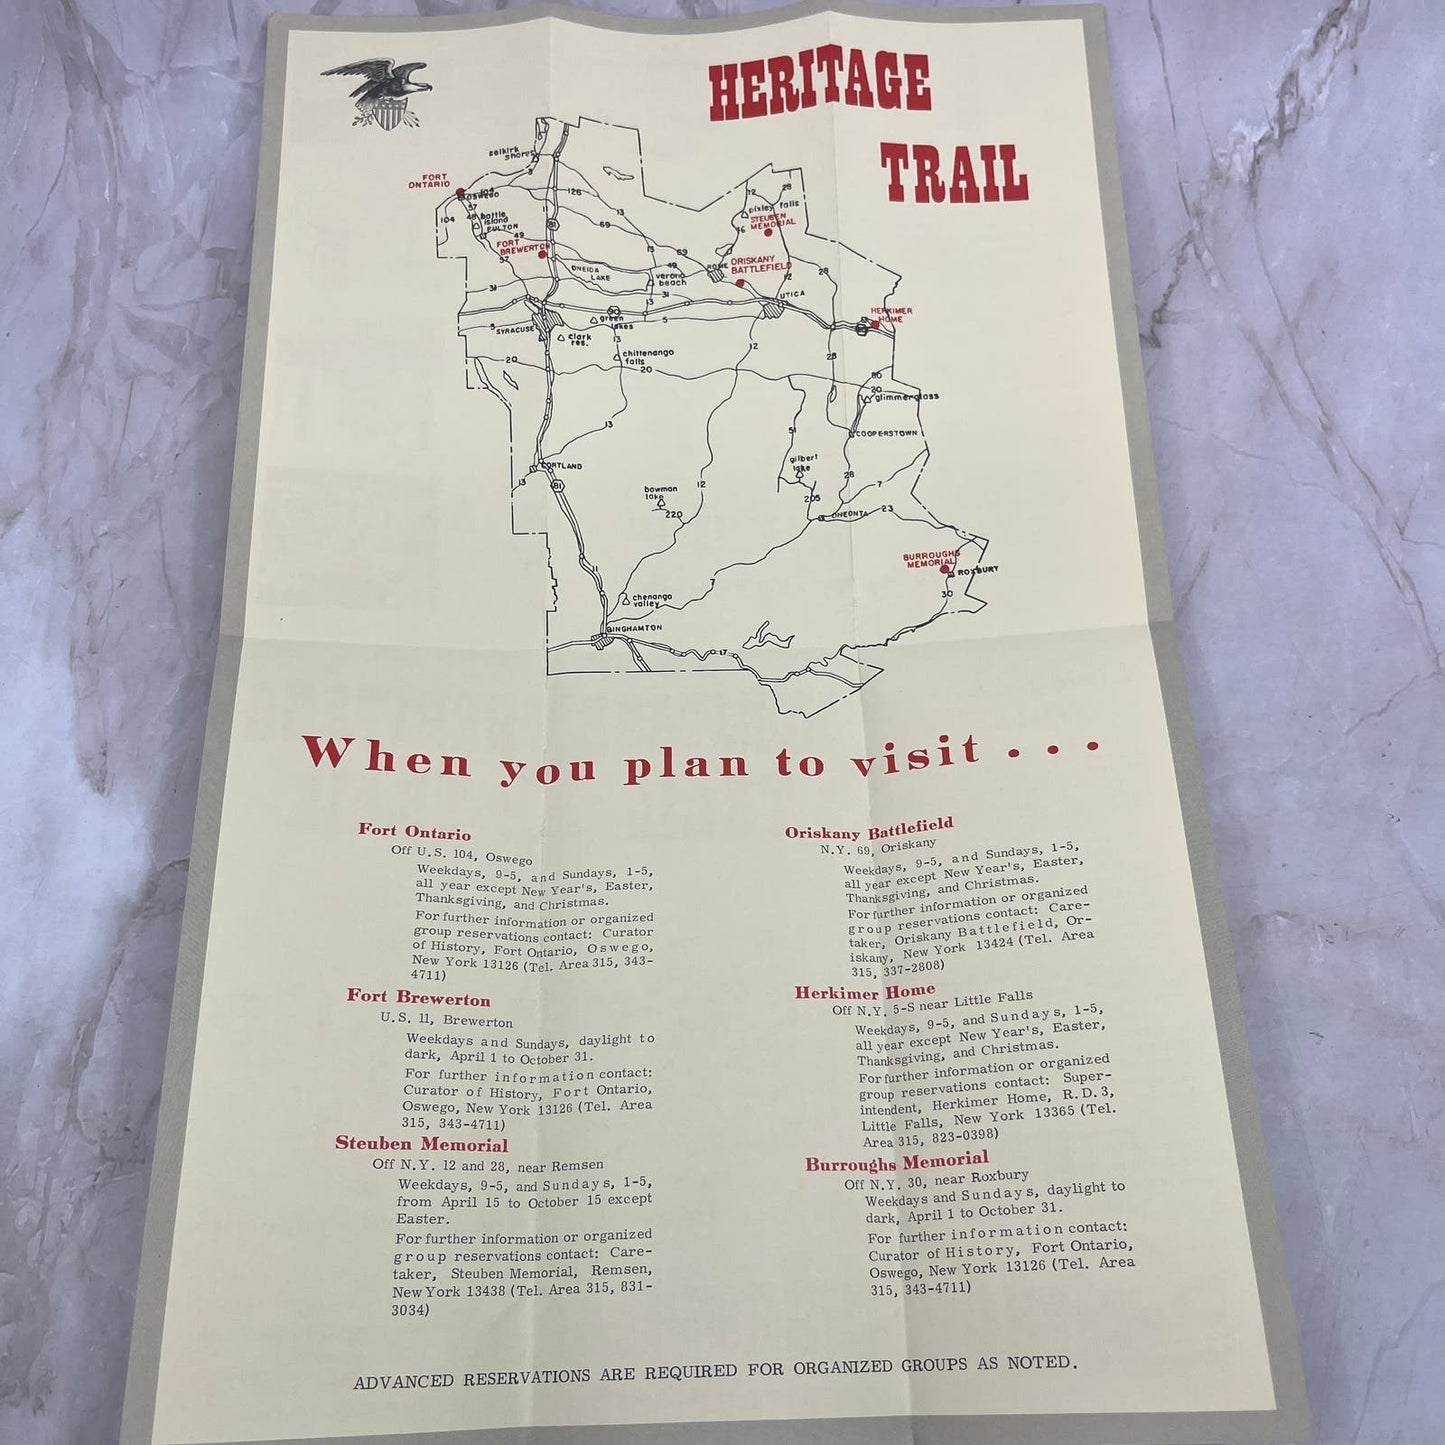 HERITAGE
TRAIL
selkirk
shores
3
FORT
ONTARIO
104
OSWEGO
126
104
57
48
battle
island
FULTON
49
11
81
13
69
FORT
BREWERTON
57
ONEIDA
LAKE
13
69
49
verona
beach
31
31
13
12
28
pixley falls
STEUBEN
MEMORIAL
46
ROME
ORISKANY
BATTLEFIELD
12
28
UTICA
HERKIMER
HOME
90
green
lakes
5
5
SYRACUSE
clark
res.
13
chittenango
falls
20
20
12
28
80
20
glimmerglass
COOPERSTOWN
13
CORTLAND
13
81
51
gilbert
lake
28
7
205
bowman
lake
12
220
ONEONTA
23
BURROUGHS
MEMORIAL
ROXBURY
30
11
7
chenango
valley
BINGHAMTON
17
When you plan to visit . . .
Fort Ontario
Off U.S. 104, Oswego
Weekdays, 9-5, and Sundays, 1-5,
all year except New Year's, Easter,
Thanksgiving, and Christmas.
For further information or organized
group reservations contact: Curator
of History, Fort Ontario, Oswego,
New York 13126 (Tel. Area 315, 343-
4711)
Fort Brewerton
U.S. 11, Brewerton
Weekdays and Sundays, daylight to
dark, April 1 to October 31.
For further information contact:
Curator of History, Fort Ontario,
Oswego, New York 13126 (Tel. Area
315, 343-4711)
Steuben Memorial
Off N.Y. 12 and 28, near Remsen
Weekdays, 9-5, and Sundays, 1-5,
from April 15 to October 15 except
Easter.
For further information or organized
group reservations contact: Care-
taker, Steuben Memorial, Remsen,
New York 13438 (Tel. Area 315, 831-
3034)
Oriskany Battlefield
N.Y. 69, Oriskany
Weekdays, 9-5, and Sundays, 1-5,
all year except New Year's, Easter,
Thanksgiving, and Christmas.
For further information or organized
group reservations contact: Care-
taker, Oriskany Battlefield, Or-
iskany, New York 13424 (Tel. Area
315, 337-2808)
Herkimer Home
Off N.Y. 5-S near Little Falls
Weekdays, 9-5, and Sundays, 1-5,
all year except New Year's, Easter,
Thanksgiving, and Christmas.
For further information or organized
group reservations contact: Super-
intendent, Herkimer Home, R.D. 3,
Little Falls, New York 13365 (Tel.
Area 315, 823-0398)
Burroughs Memorial
Off N.Y. 30, near Roxbury
Weekdays and Sundays, daylight to
dark, April 1 to October 31.
For further information contact:
Curator of History, Fort Ontario,
Oswego, New York 13126 (Tel. Area
315, 343-4711)
ADVANCED RESERVATIONS ARE REQUIRED FOR ORGANIZED GROUPS AS NOTED.